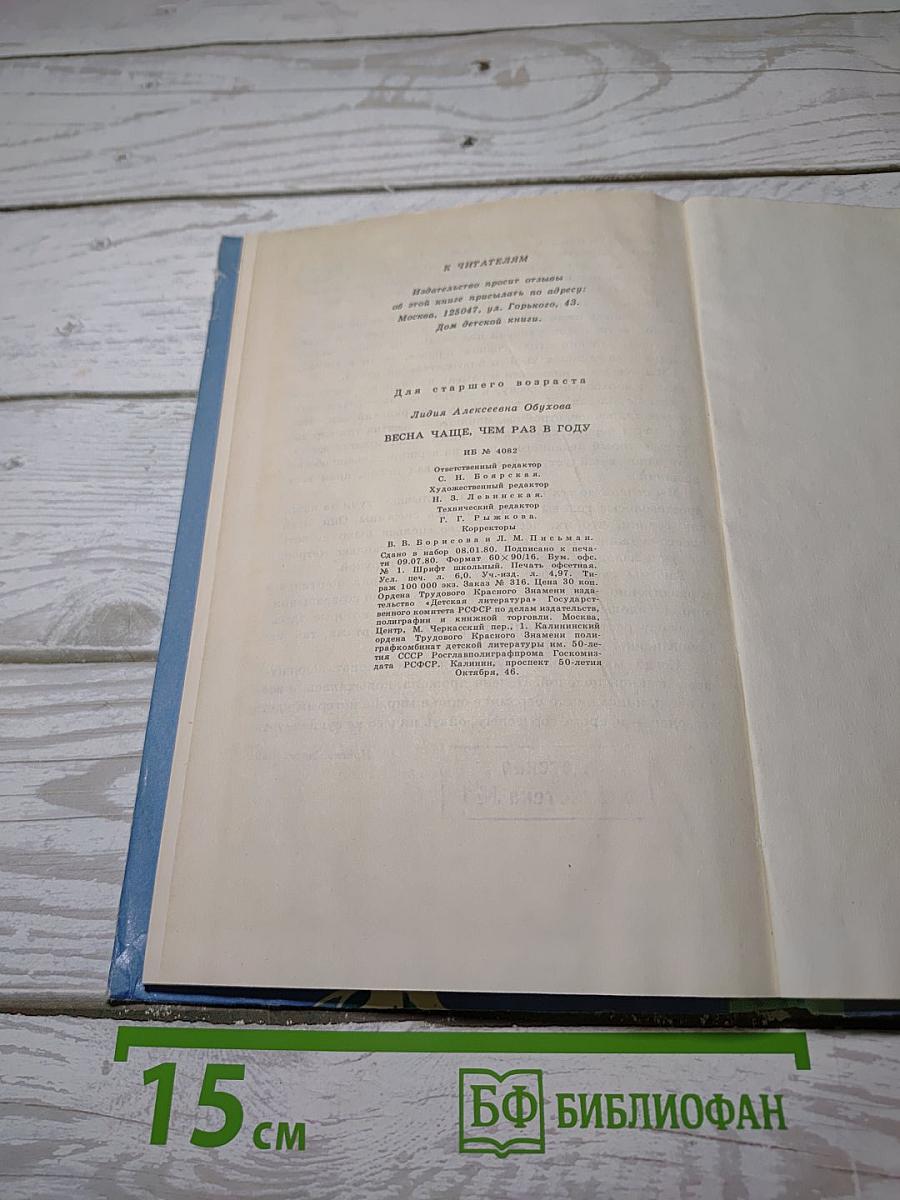 К ЧИТАТЕЛЯМ
Издательство просит отзывы
об этой книге присылать по адресу:
Москва, 125047, ул. Горького, 43.
Дом детской книги.
Для старшего возраста
Лидия Алексеевна Обухова
ВЕСНА ЧАЩЕ, ЧЕМ РАЗ В ГОДУ
ИБ № 4082
Ответственный редактор
С. Н. Боярская.
Художественный редактор
Н. З. Левинская.
Технический редактор
Г. Г. Рыжкова.
Корректоры
В. В. Борисова и Л. М. Письман.
Сдано в набор 08.01.80. Подписано к печа-
ти 09.07.80. Формат 60×90/16. Бум. офс.
№ 1. Шрифт школьный. Печать офсетная.
Усл. печ. л. 6,0. Уч.-изд. л. 4,97. Ти-
раж 100 000 экз. Заказ № 316. Цена 30 коп.
Ордена Трудового Красного Знамени изда-
тельство «Детская литература» Государст-
венного комитета РСФСР по делам издательств,
полиграфии и книжной торговли. Москва,
Центр, М. Черкасский пер., 1. Калининский
ордена Трудового Красного Знамени поли-
графкомбинат детской литературы им. 50-ле-
тия СССР Росглавполиграфпрома Госкомиз-
дата РСФСР. Калинин, проспект 50-летия
Октября, 46.
15 см
БФ БИБЛИОФАН